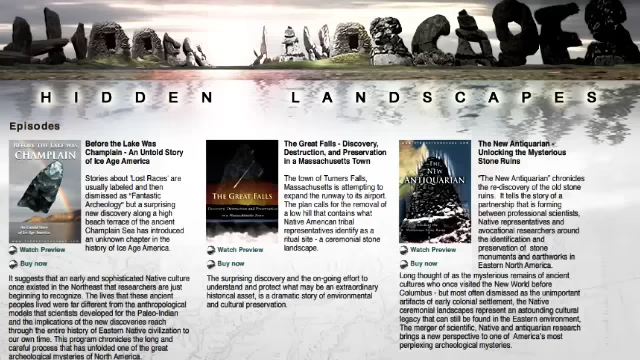 HIDDEN LANDSCAPES
HIDDEN LANDSCAPES
Episodes
BEFORE THE LAKE WAS
CHAMPLAIN
An Untold Story
of Ice Age America
Before the Lake Was
Champlain - An Untold Story
of Ice Age America
Stories about 'Lost Races' are
usually labeled and then
dismissed as "Fantastic
Archeology" but a surprising
new discovery along a high
beach terrace of the ancient
Champlain Sea has introduced
an unknown chapter in the
history of Ice Age America.
Watch Preview
Buy now
It suggests that an early and sophisticated Native culture
once existed in the Northeast that researchers are just
beginning to recognize. The lives that these ancient
peoples lived were far different from the anthropological
models that scientists developed for the Paleo-Indian
and the implications of the new discoveries reach
through the entire history of Eastern Native civilization to
our own time. This program chronicles the long and
careful process that has unfolded one of the great
archeological mysteries of North America.
THE GREAT FALLS
Discovery, Destruction and Preservation
in a Massachusetts Town
The Great Falls - Discovery,
Destruction, and Preservation
in a Massachusetts Town
The town of Turners Falls,
Massachusetts is attempting to
expand the runway to its airport.
The plan calls for the removal of
a low hill that contains what
Native American tribal
representatives identify as a
ritual site - a ceremonial stone
landscape.
Watch Preview
Buy now
The surprising discovery and the on-going effort to
understand and protect what may be an extraordinary
historical asset, is a dramatic story of environmental
and cultural preservation.
THE NEW
ANTIQUARIAN
The New Antiquarian -
Unlocking the Mysterious
Stone Ruins
"The New Antiquarian" chronicles
the re-discovery of the old stone
ruins. It tells the story of a
partnership that is forming
between professional scientists,
Native representatives and
avocational researchers around
the identification and
preservation of stone
monuments and earthworks in
Eastern North America.
Watch Preview
Buy now
Long thought of as the mysterious remains of ancient
cultures who once visited the New World before
Columbus - but most often dismissed as the unimportant
artifacts of early colonial settlement, the Native
ceremonial landscapes represent an astounding cultural
legacy that can still be found in the Eastern environment.
The merger of scientific, Native and antiquarian research
brings a new perspective to one of America's most
perplexing archeological mysteries.